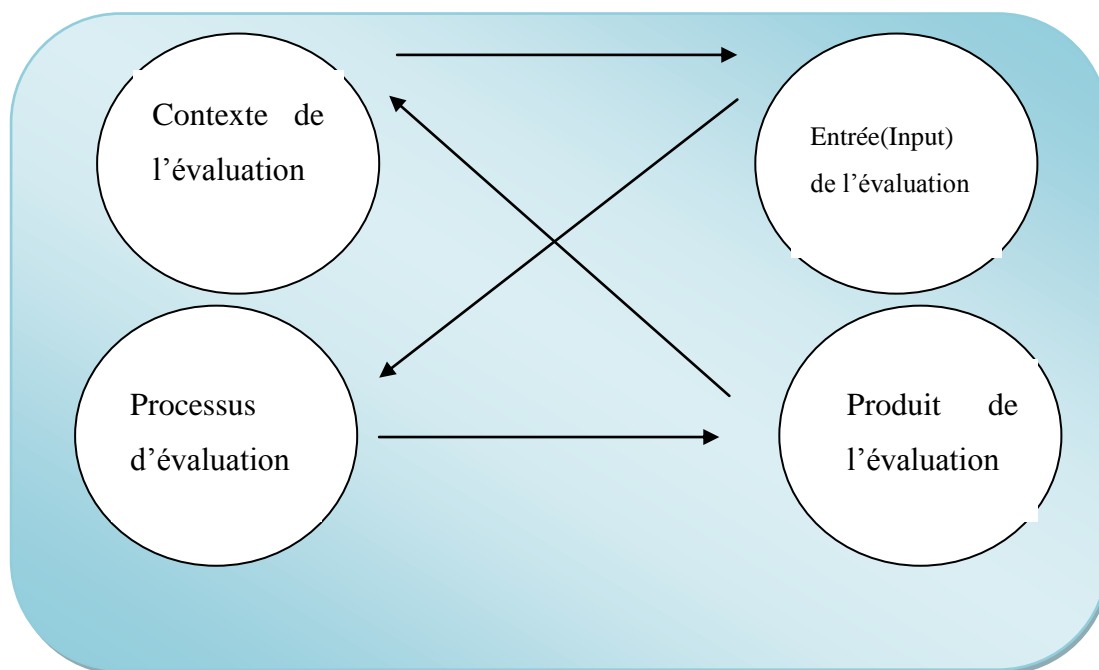 Contexte de
l’évaluation
Entrée(Input)
de l’évaluation
Processus
d’évaluation
Produit de
l’évaluation